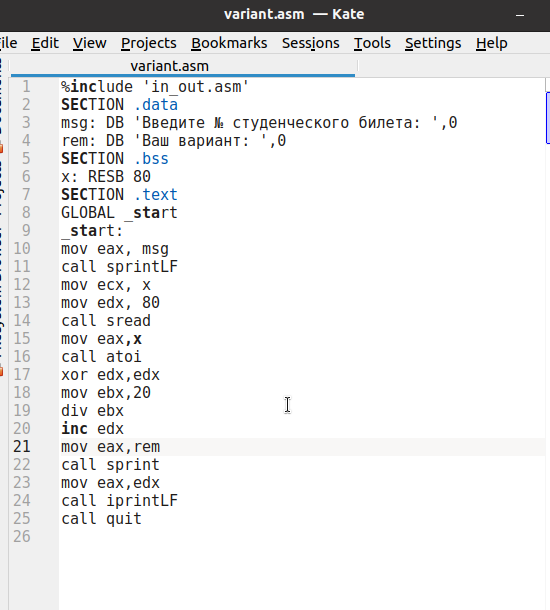 variant.asm — Kate
ile Edit View Projects Bookmarks Sessions Tools Settings Help
variant.asm
1 %include 'in_out.asm'
2 SECTION .data
3 msg: DB 'Введите № студенческого билета: ',0
4 rem: DB 'Ваш вариант: ',0
5 SECTION .bss
6 x: RESB 80
7 SECTION .text
8 GLOBAL _start
9 _start:
10 mov eax, msg
11 call sprintLF
12 mov ecx, x
13 mov edx, 80
14 call sread
15 mov eax,x
16 call atoi
17 xor edx,edx
18 mov ebx,20
19 div ebx
20 inc edx
21 mov eax,rem
22 call sprint
23 mov eax,edx
24 call iprintLF
25 call quit
26